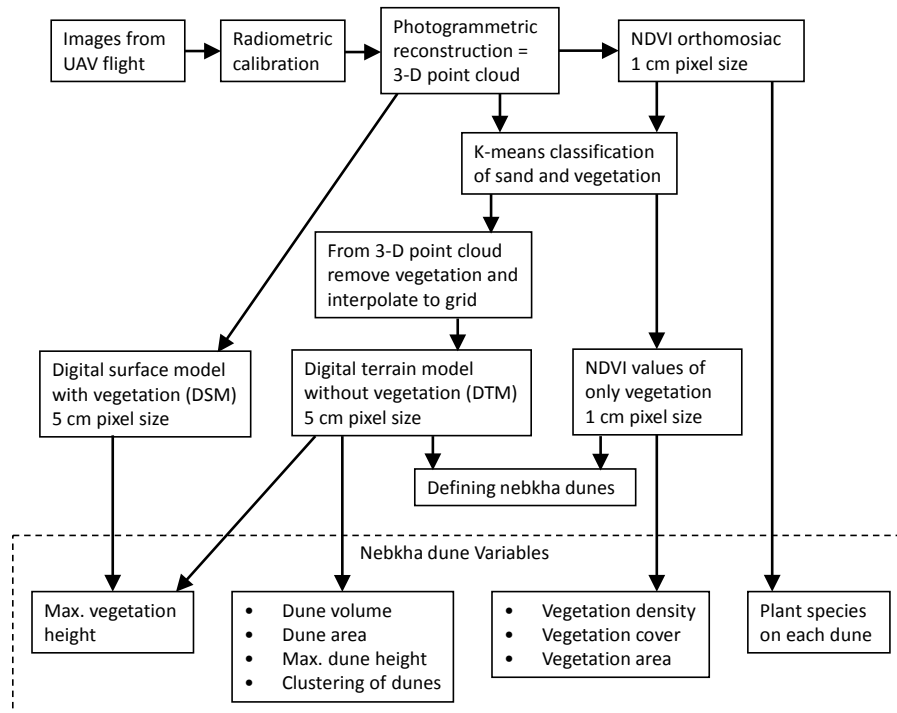 Images from
UAV flight
Radiometric
calibration
Photogrammetric
reconstruction =
3-D point cloud
NDVI orthomosiac
1 cm pixel size
K-means classification
of sand and vegetation
From 3-D point cloud
remove vegetation and
interpolate to grid
Digital surface model
with vegetation (DSM)
5 cm pixel size
Digital terrain model
without vegetation (DTM)
5 cm pixel size
NDVI values of
only vegetation
1 cm pixel size
Defining nebkha dunes
Nebkha dune Variables
Max. vegetation
height
• Dune volume
• Dune area
• Max. dune height
• Clustering of dunes
• Vegetation density
• Vegetation cover
• Vegetation area
Plant species
on each dune